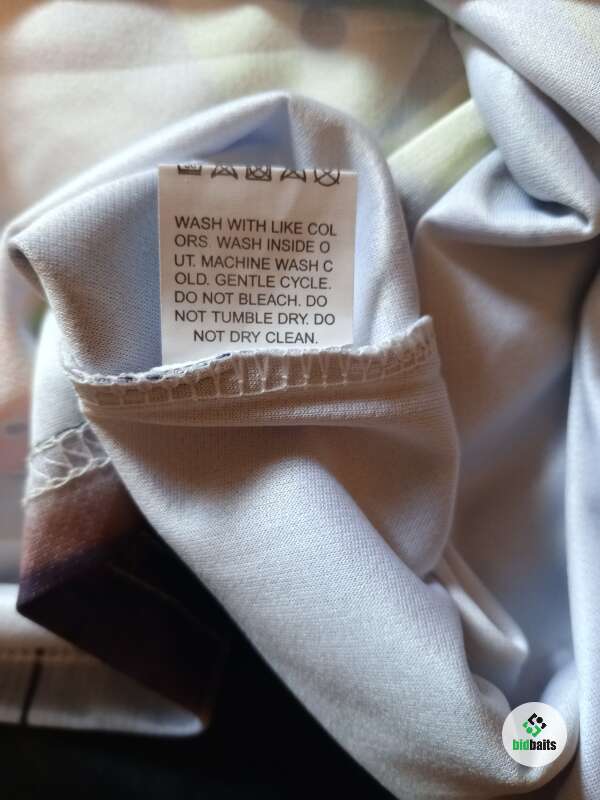 WASH WITH LIKE COL
ORS. WASH INSIDE O
UT. MACHINE WASH C
OLD. GENTLE CYCLE.
DO NOT BLEACH. DO
NOT TUMBLE DRY. DO
NOT DRY CLEAN.
bidbaits